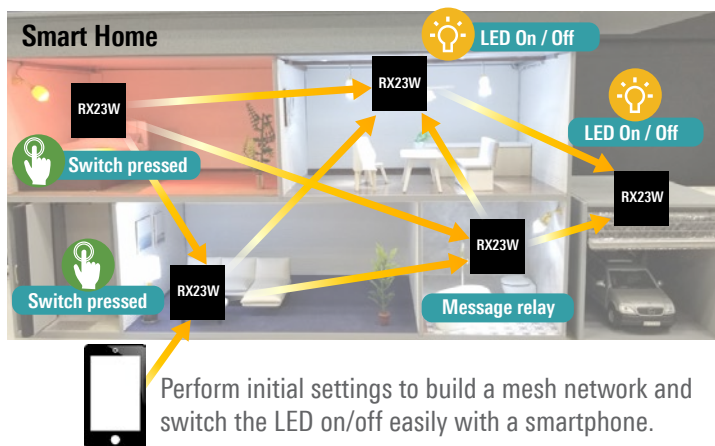 Smart Home
LED On / Off
RX23W
RX23W
LED On / Off
Switch pressed
RX23W
RX23W
Switch pressed
RX23W
Message relay
Perform initial settings to build a mesh network and
switch the LED on/off easily with a smartphone.